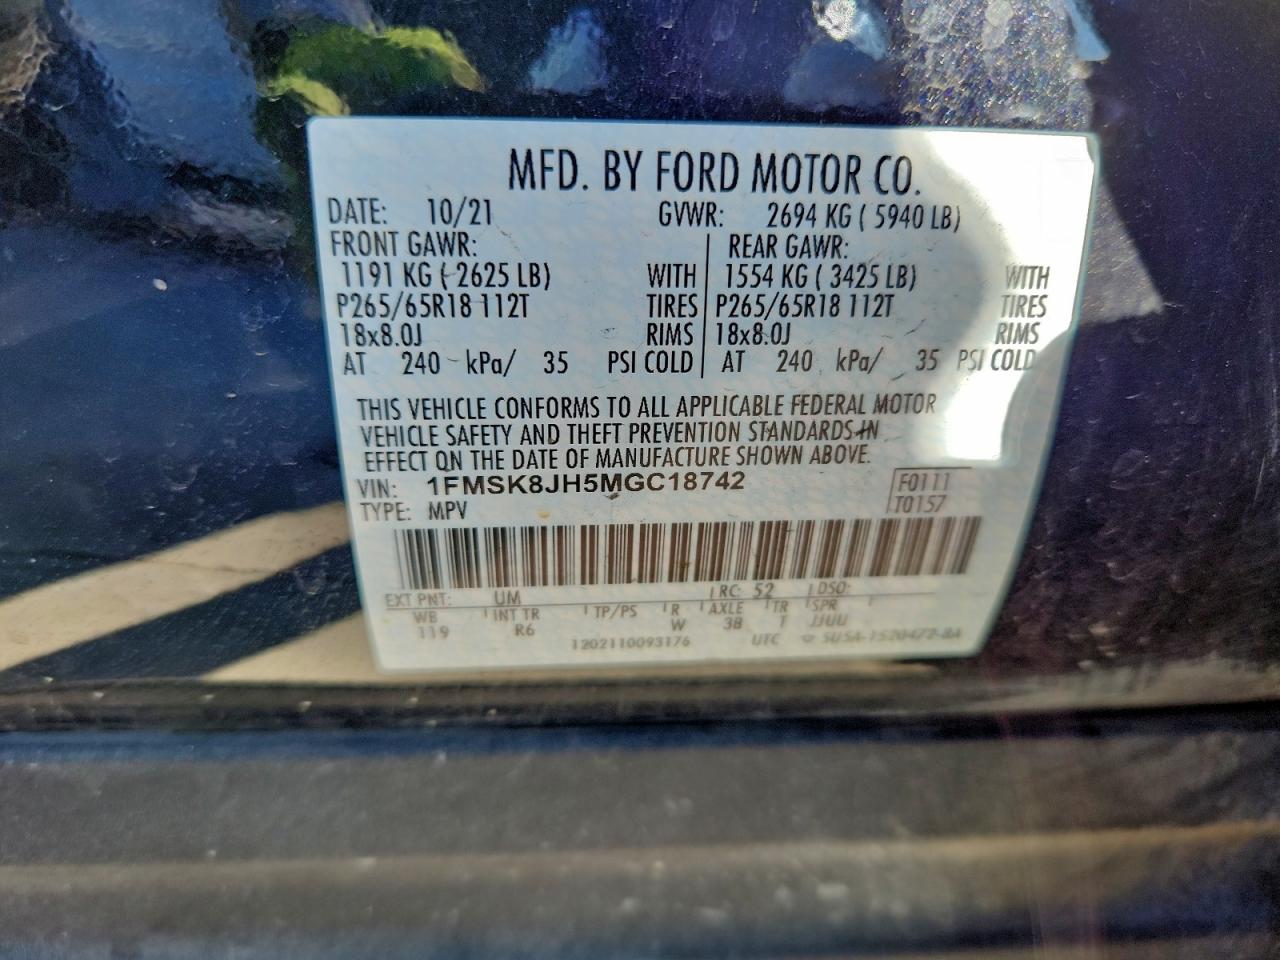 MFD. BY FORD MOTOR CO.
DATE: 10/21 GVWR: 2694 KG ( 5940 LB)
FRONT GAWR: REAR GAWR:
1191 KG ( 2625 LB) WITH 1554 KG ( 3425 LB) WITH
P265/65R18 112T TIRES P265/65R18 112T TIRES
18x8.0J RIMS 18x8.0J RIMS
AT 240 kPa/ 35 PSI COLD AT 240 kPa/ 35 PSI COLD
THIS VEHICLE CONFORMS TO ALL APPLICABLE FEDERAL MOTOR
VEHICLE SAFETY AND THEFT PREVENTION STANDARDS IN
EFFECT ON THE DATE OF MANUFACTURE SHOWN ABOVE.
VIN: 1FMSK8JH5MGC18742 F0111
TYPE: MPV T0157
EXT PNT: UM RC: 52 DSO:
WB INT TR TP/PS R AXLE TR SPR
119 R6 W 3B T JJUU
1202110093176 UTC